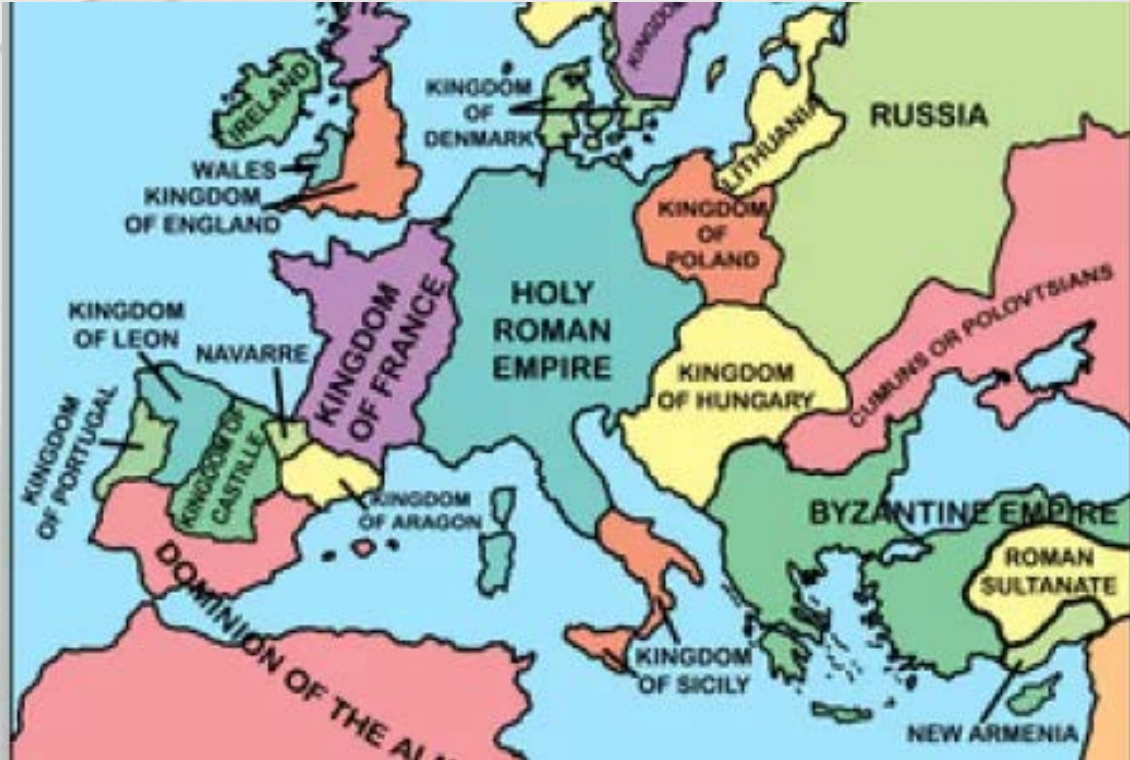 KINGDOM
IRELAND
KINGDOM
OF
DENMARK
LITHUANIA
RUSSIA
WALES
KINGDOM
OF ENGLAND
KINGDOM
OF
POLAND
HOLY
ROMAN
EMPIRE
KINGDOM
OF FRANCE
CUMUNS OR POLOVTSIANS
KINGDOM
OF LEON
NAVARRE
KINGDOM
OF HUNGARY
KINGDOM
OF PORTUGAL
KINGDOM OF
CASTILLE
KINGDOM
OF ARAGON
BYZANTINE EMPIRE
ROMAN
SULTANATE
DOMINION OF THE
KINGDOM
OF SICILY
NEW ARMENIA